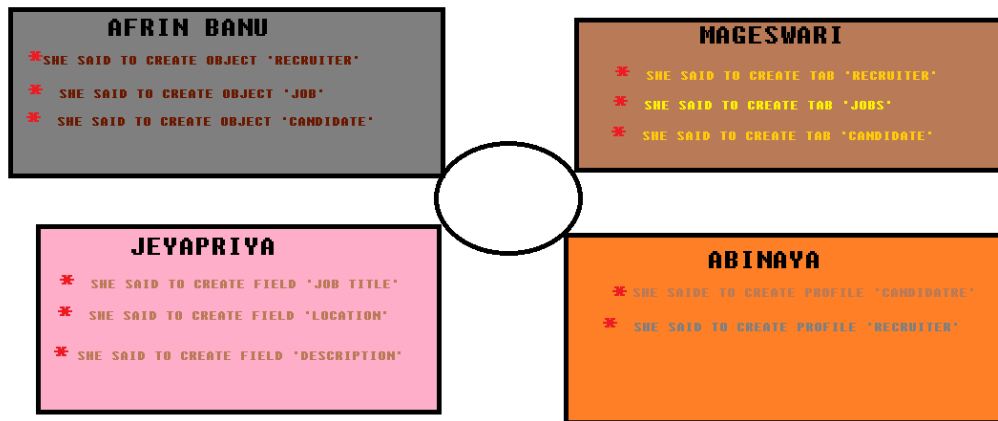 AFRIN BANU
*SHE SAID TO CREATE OBJECT 'RECRUITER'
* SHE SAID TO CREATE OBJECT 'JOB'
* SHE SAID TO CREATE OBJECT 'CANDIDATE'
MAGESWARI
* SHE SAID TO CREATE TAB 'RECRUITER'
* SHE SAID TO CREATE TAB 'JOBS'
* SHE SAID TO CREATE TAB 'CANDIDATE'
JEYAPRIYA
* SHE SAID TO CREATE FIELD 'JOB TITLE'
* SHE SAID TO CREATE FIELD 'LOCATION'
* SHE SAID TO CREATE FIELD 'DESCRIPTION'
ABINAYA
* SHE SAIDE TO CREATE PROFILE 'CANDIDATRE'
* SHE SAID TO CREATE PROFILE 'RECRUITER'